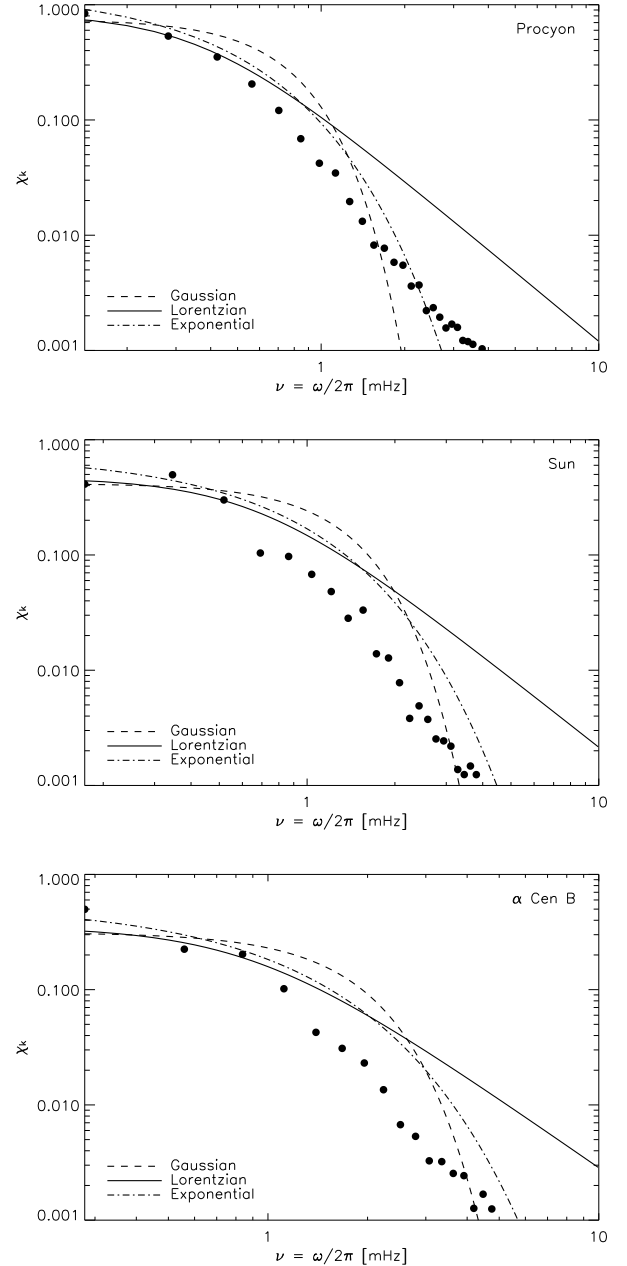 1.000
Procyon
0.100
χk
0.010
Gaussian
Lorentzian
Exponential
0.001
1
10
ν = ω/2π [mHz]
1.000
Sun
0.100
χk
0.010
Gaussian
Lorentzian
Exponential
0.001
1
10
ν = ω/2π [mHz]
1.000
α Cen B
0.100
χk
0.010
Gaussian
Lorentzian
Exponential
0.001
1
10
ν = ω/2π [mHz]